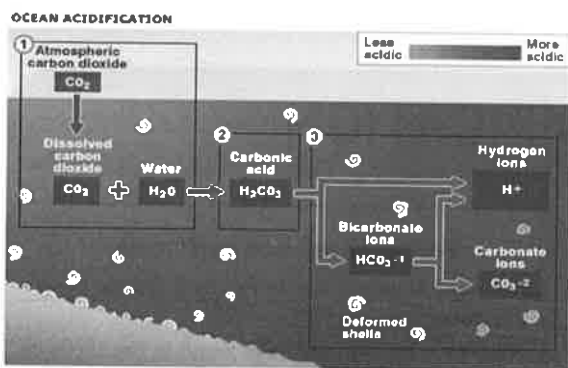 OCEAN ACIDIFICATION
1
Atmospheric
carbon dioxide
CO₂
Less
acidic
More
acidic
Dissolved
carbon
dioxide
CO₂
Water
H₂O
2
Carbonic
acid
H₂CO₃
3
Hydrogen
ions
H+
Bicarbonate
ions
HCO₃⁻¹
Carbonate
ions
CO₃⁻²
Deformed
shells